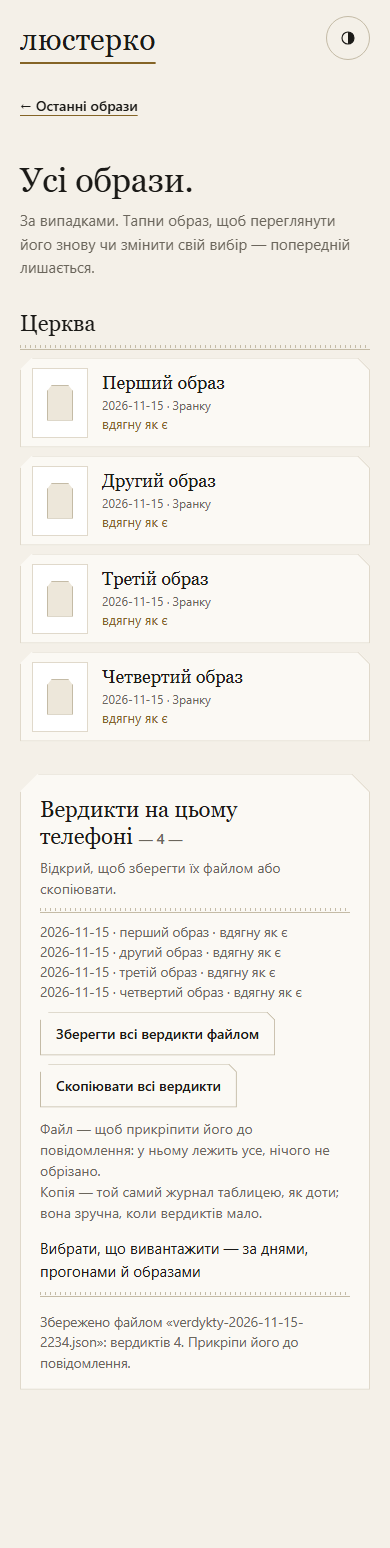 люстерко
← Останні образи
Усі образи.
За випадками. Тапни образ, щоб переглянути
його знову чи змінити свій вибір — попередній
лишається.
Церква
Перший образ
2026-11-15 · Зранку
вдягну як є
Другий образ
2026-11-15 · Зранку
вдягну як є
Третій образ
2026-11-15 · Зранку
вдягну як є
Четвертий образ
2026-11-15 · Зранку
вдягну як є
Вердикти на цьому
телефоні — 4 —
Відкрий, щоб зберегти їх файлом або
скопіювати.
2026-11-15 · перший образ · вдягну як є
2026-11-15 · другий образ · вдягну як є
2026-11-15 · третій образ · вдягну як є
2026-11-15 · четвертий образ · вдягну як є
Зберегти всі вердикти файлом
Скопіювати всі вердикти
Файл — щоб прикріпити його до
повідомлення: у ньому лежить усе, нічого не
обрізано.
Копія — той самий журнал таблицею, як доти;
вона зручна, коли вердиктів мало.
Вибрати, що вивантажити — за днями,
прогонами й образами
Збережено файлом «verdykty-2026-11-15-
2234.json»: вердиктів 4. Прикріпи його до
повідомлення.